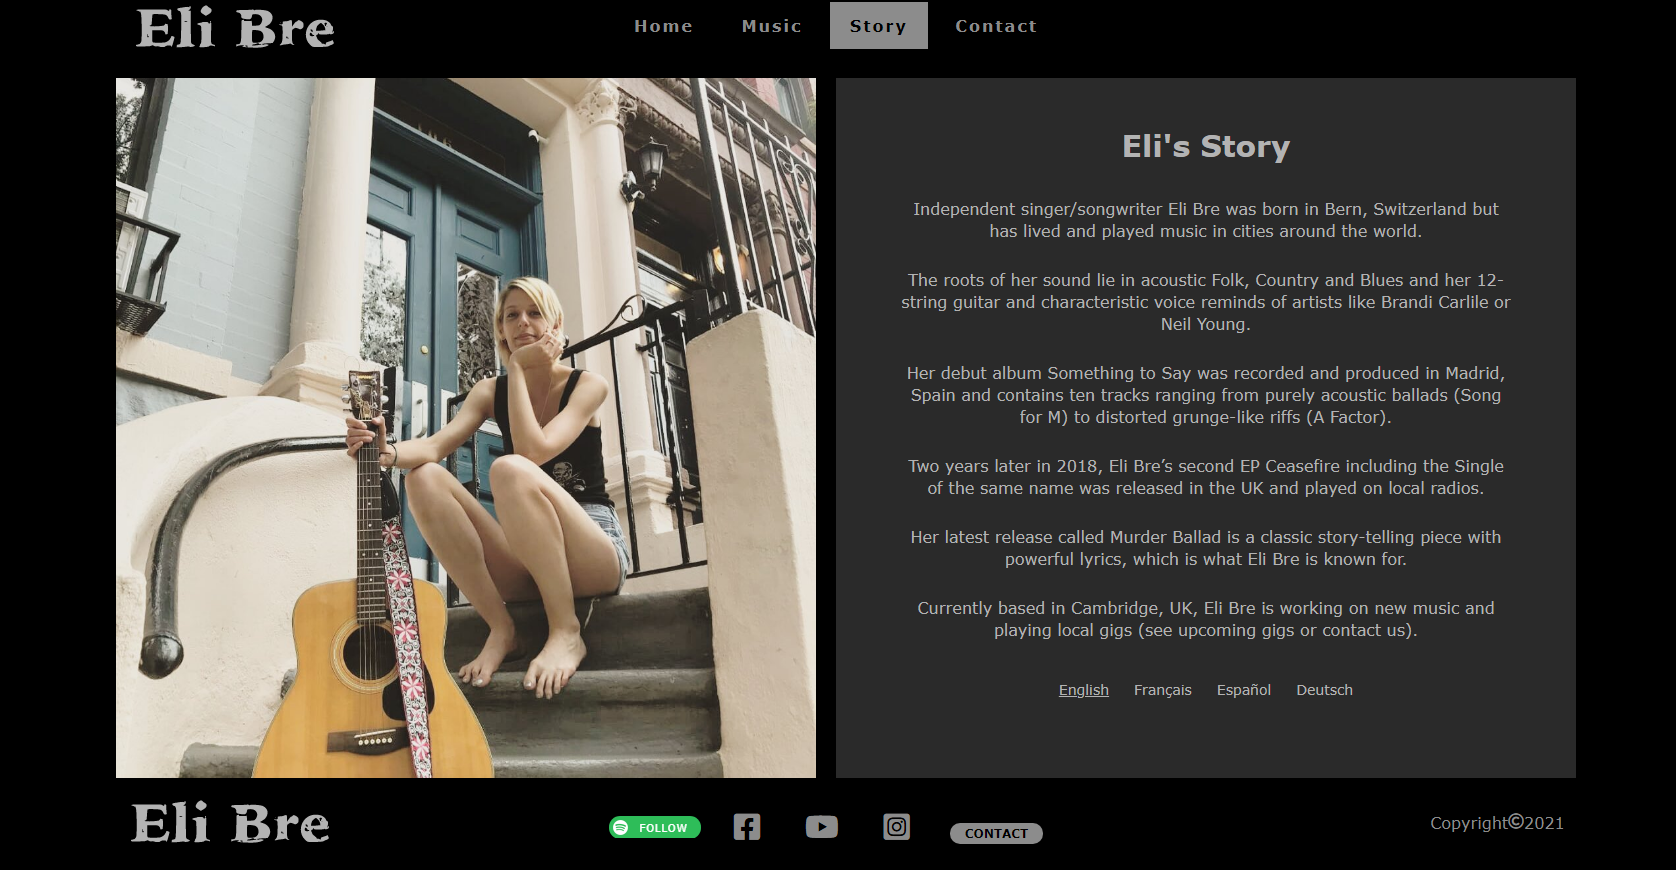 Eli Bre
Home Music Story Contact
Eli's Story
Independent singer/songwriter Eli Bre was born in Bern, Switzerland but
has lived and played music in cities around the world.
The roots of her sound lie in acoustic Folk, Country and Blues and her 12-
string guitar and characteristic voice reminds of artists like Brandi Carlile or
Neil Young.
Her debut album Something to Say was recorded and produced in Madrid,
Spain and contains ten tracks ranging from purely acoustic ballads (Song
for M) to distorted grunge-like riffs (A Factor).
Two years later in 2018, Eli Bre’s second EP Ceasefire including the Single
of the same name was released in the UK and played on local radios.
Her latest release called Murder Ballad is a classic story-telling piece with
powerful lyrics, which is what Eli Bre is known for.
Currently based in Cambridge, UK, Eli Bre is working on new music and
playing local gigs (see upcoming gigs or contact us).
English Français Español Deutsch
Eli Bre
FOLLOW
CONTACT
Copyright©2021